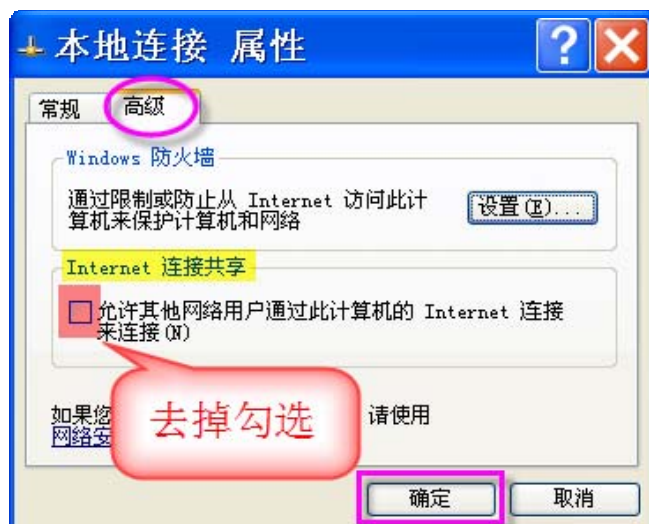 本地连接 属性
常规 高级
Windows 防火墙
通过限制或防止从 Internet 访问此计
算机来保护计算机和网络
设置(E)...
Internet 连接共享
允许其他网络用户通过此计算机的 Internet 连接
来连接(N)
去掉勾选
如果您 请使用
网络安
确定 取消